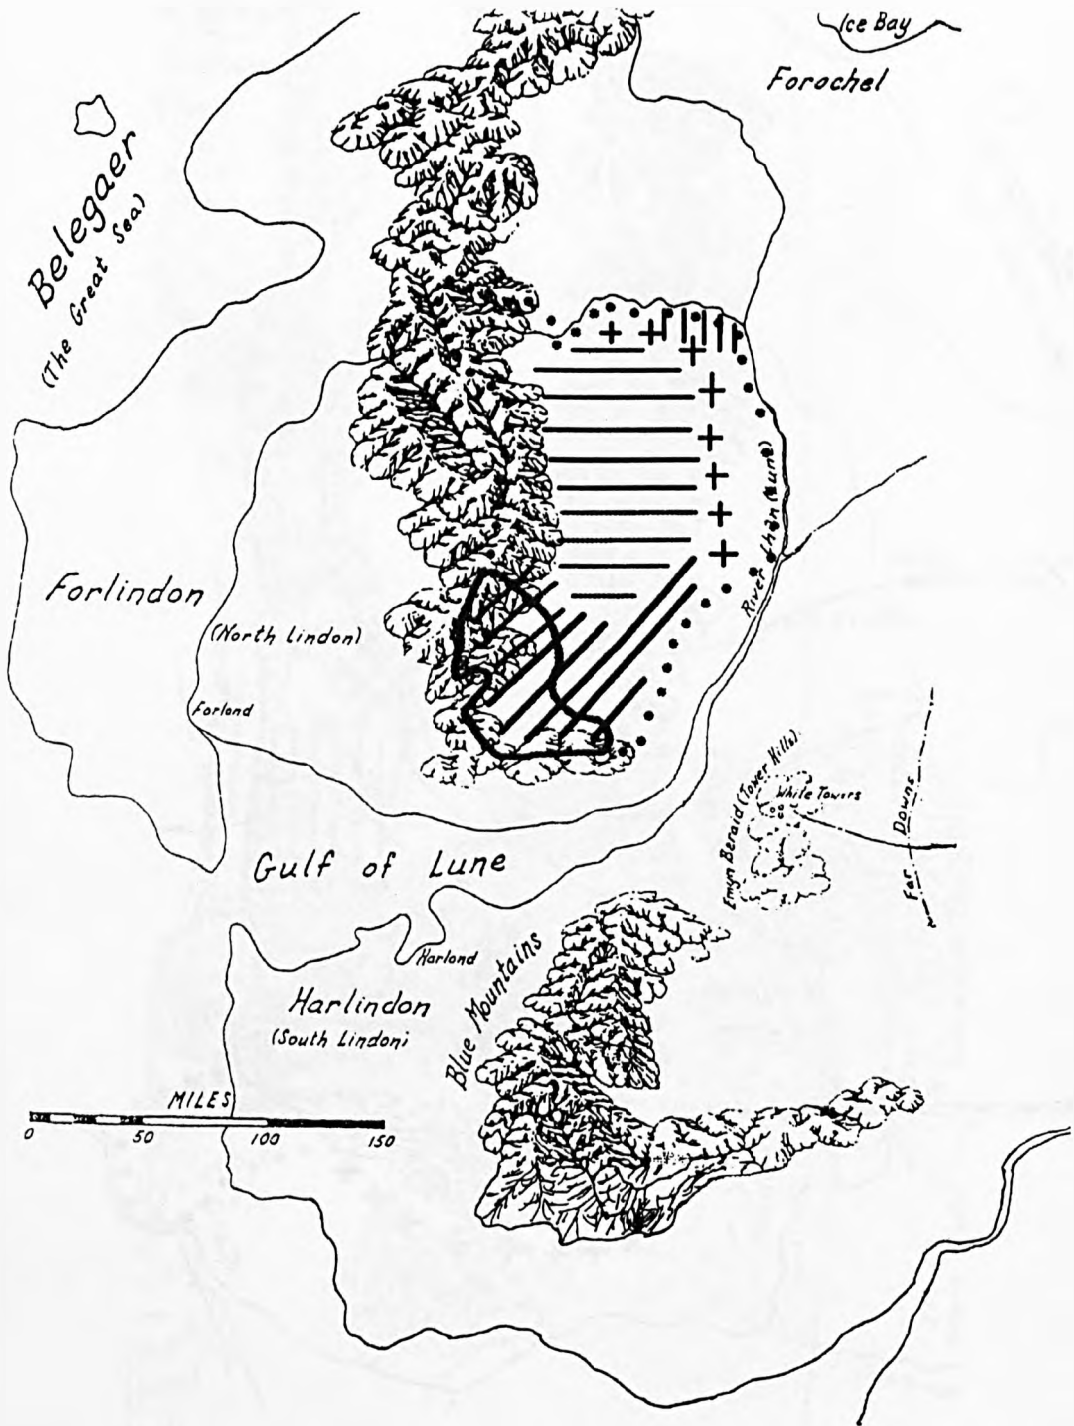 Ice Bay
Forochel
Belegaer
(The Great Sea)
River Lhûn (Lune)
Forlindon
(North Lindon)
Forlond
Emyn Beraid (Tower Hills)
White Towers
Far Downs
Gulf of Lune
Harlond
Harlindon
(South Lindon)
Blue Mountains
MILES
0 50 100 150